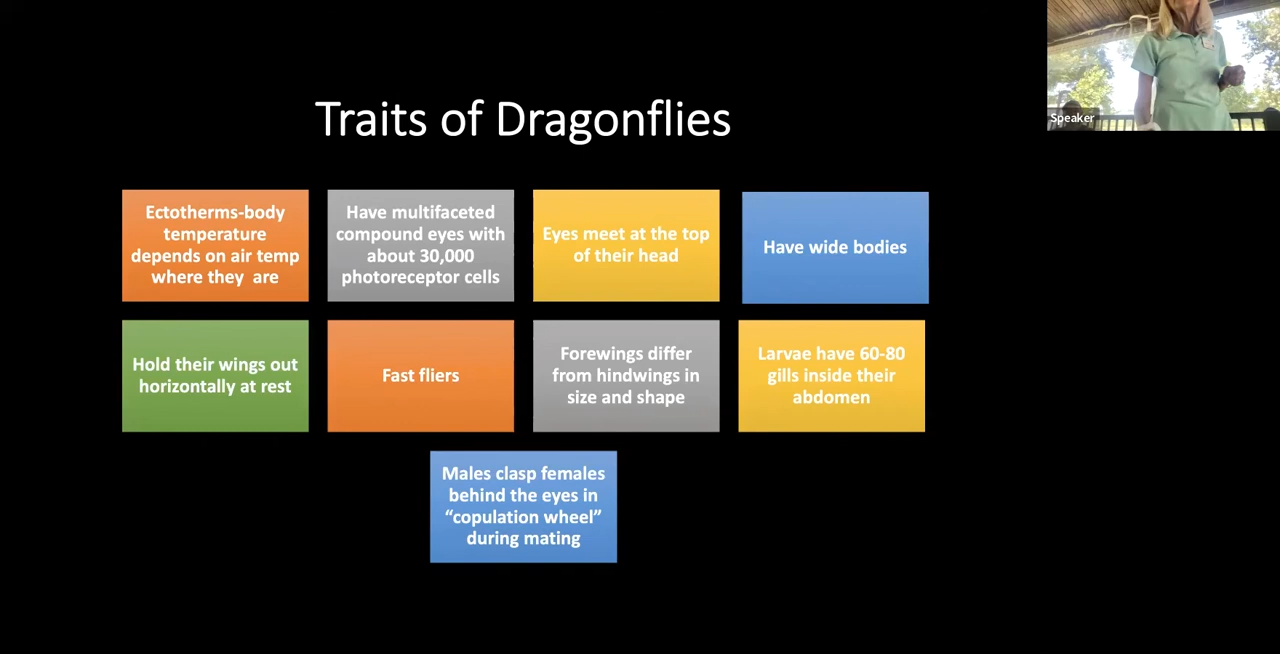 Traits of Dragonflies
Speaker
Ectotherms-body
temperature
depends on air temp
where they are
Have multifaceted
compound eyes with
about 30,000
photoreceptor cells
Eyes meet at the top
of their head
Have wide bodies
Hold their wings out
horizontally at rest
Fast fliers
Forewings differ
from hindwings in
size and shape
Larvae have 60-80
gills inside their
abdomen
Males clasp females
behind the eyes in
“copulation wheel”
during mating